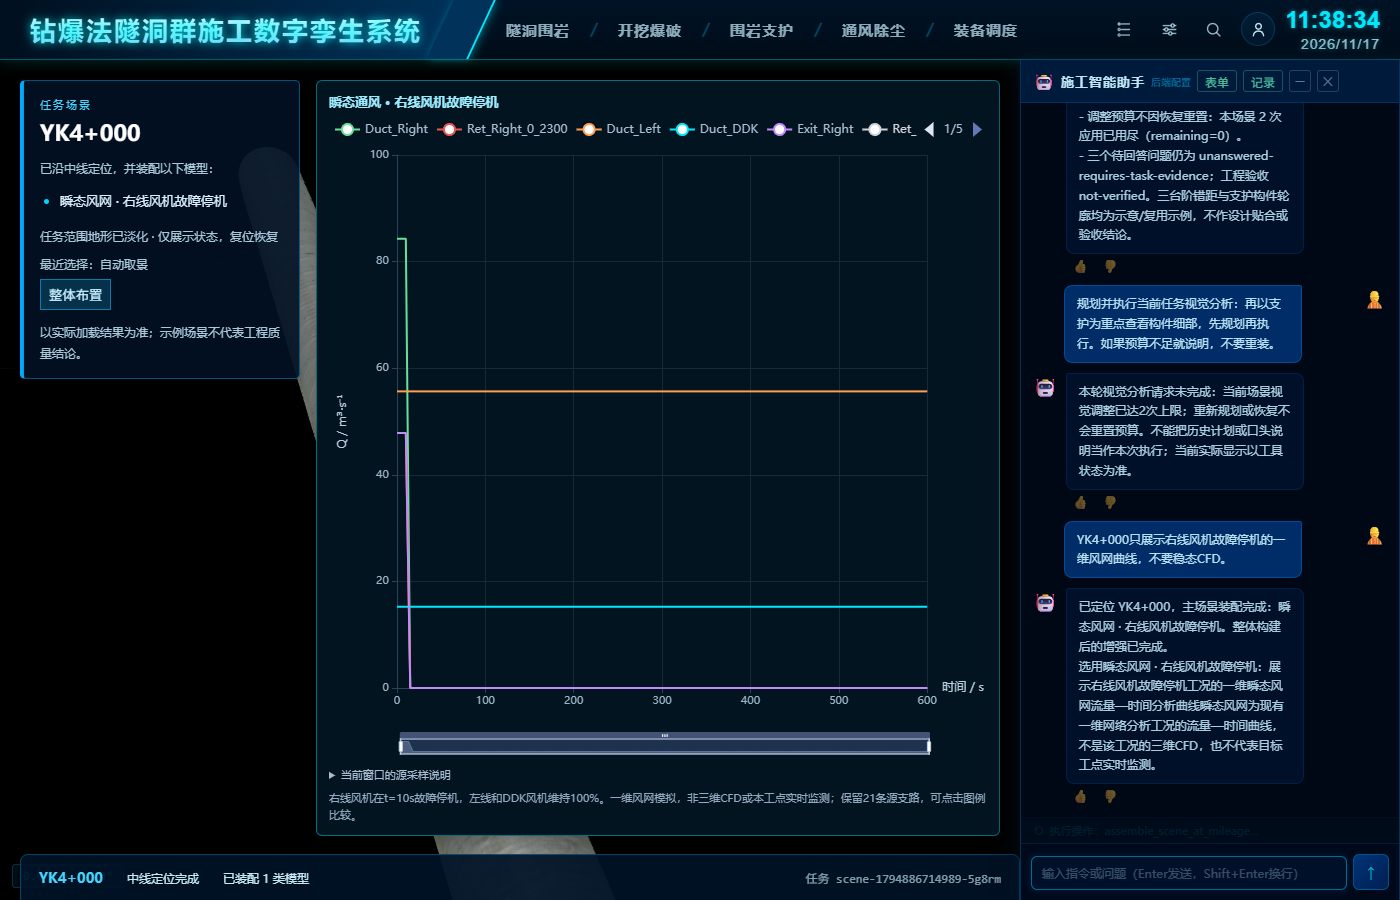 钻爆法隧洞群施工数字孪生系统
隧洞围岩 / 开挖爆破 / 围岩支护 / 通风除尘 / 装备调度
11:38:34
2026/11/17
任务场景
YK4+000
已沿中线定位，并装配以下模型：
瞬态风网 · 右线风机故障停机
任务范围地形已淡化 · 仅展示状态，复位恢复
最近选择：自动取景
整体布置
以实际加载结果为准；示例场景不代表工程质
量结论。
瞬态通风 • 右线风机故障停机
Duct_Right Ret_Right_0_2300 Duct_Left Duct_DDK Exit_Right Ret_ 1/5
100
80
60
40
20
0
Q / m³·s⁻¹
0 100 200 300 400 500 600
时间 / s
▶ 当前窗口的源采样说明
右线风机在t=10s故障停机，左线和DDK风机维持100%。一维风网模拟，非三维CFD或本工点实时监测；保留21条源支路，可点击图例
比较。
施工智能助手 后端配置 表单 记录
- 调整预算不因恢复重置：本场景 2 次
应用已用尽（remaining=0）。
- 三个待回答问题仍为 unanswered-
requires-task-evidence；工程验收
not-verified。三台阶错距与支护构件轮
廓均为示意/复用示例，不作设计贴合或
验收结论。
规划并执行当前任务视觉分析：再以支
护为重点查看构件细部，先规划再执
行。如果预算不足就说明，不要重装。
本轮视觉分析请求未完成：当前场景视
觉调整已达2次上限；重新规划或恢复不
会重置预算。不能把历史计划或口头说
明当作本次执行；当前实际显示以工具
状态为准。
YK4+000只展示右线风机故障停机的一
维风网曲线，不要稳态CFD。
已定位 YK4+000，主场景装配完成：瞬
态风网 · 右线风机故障停机。整体构建
后的增强已完成。
选用瞬态风网 · 右线风机故障停机：展
示右线风机故障停机工况的一维瞬态风
网流量—时间分析曲线瞬态风网为现有
一维网络分析工况的流量—时间曲线，
不是该工况的三维CFD，也不代表目标
工点实时监测。
执行操作：assemble_scene_at_mileage...
输入指令或问题（Enter发送，Shift+Enter换行）
YK4+000 中线定位完成 已装配 1 类模型
任务 scene-1794886714989-5g8rm